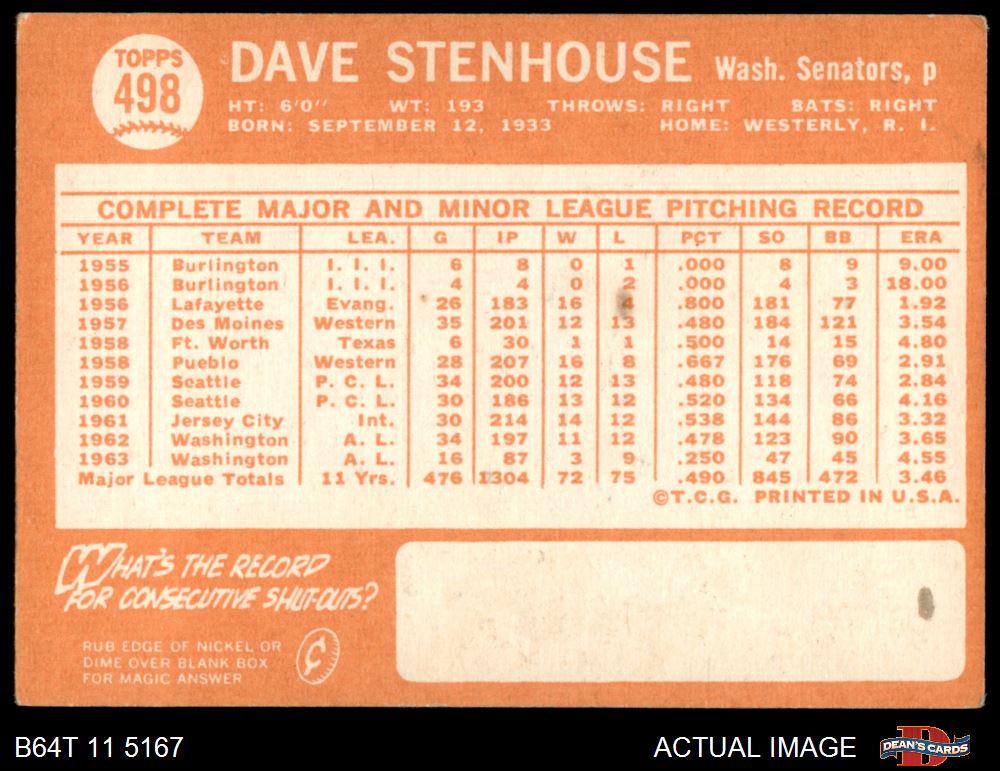 TOPPS
498
DAVE STENHOUSE Wash. Senators, p
HT: 6'0" WT: 193 THROWS: RIGHT BATS: RIGHT
BORN: SEPTEMBER 12, 1933 HOME: WESTERLY, R. I.
COMPLETE MAJOR AND MINOR LEAGUE PITCHING RECORD
YEAR TEAM LEA. G IP W L PCT SO BB ERA
1955 Burlington I. I. I. 6 8 0 1 .000 8 9 9.00
1956 Burlington I. I. I. 4 4 0 2 .000 4 3 18.00
1956 Lafayette Evang. 26 183 16 4 .800 181 77 1.92
1957 Des Moines Western 35 201 12 13 .480 184 121 3.54
1958 Ft. Worth Texas 6 30 1 1 .500 14 15 4.80
1958 Pueblo Western 28 207 16 8 .667 176 69 2.91
1959 Seattle P. C. L. 34 200 12 13 .480 118 74 2.84
1960 Seattle P. C. L. 30 186 13 12 .520 134 66 4.16
1961 Jersey City Int. 30 214 14 12 .538 144 86 3.32
1962 Washington A. L. 34 197 11 12 .478 123 90 3.65
1963 Washington A. L. 16 87 3 9 .250 47 45 4.55
Major League Totals 11 Yrs. 476 1304 72 75 .490 845 472 3.46
©T.C.G. PRINTED IN U.S.A.
WHAT'S THE RECORD
FOR CONSECUTIVE SHUT-OUTS?
RUB EDGE OF NICKEL OR
DIME OVER BLANK BOX
FOR MAGIC ANSWER
¢
B64T 11 5167 ACTUAL IMAGE DEAN'S CARDS